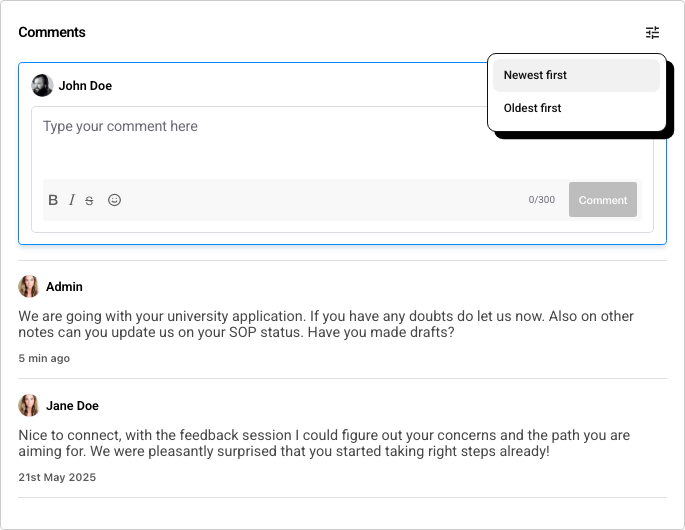 Comments
Newest first
Oldest first
John Doe
Type your comment here
B I S 0/300 Comment
Admin
We are going with your university application. If you have any doubts do let us now. Also on other
notes can you update us on your SOP status. Have you made drafts?
5 min ago
Jane Doe
Nice to connect, with the feedback session I could figure out your concerns and the path you are
aiming for. We were pleasantly surprised that you started taking right steps already!
21st May 2025